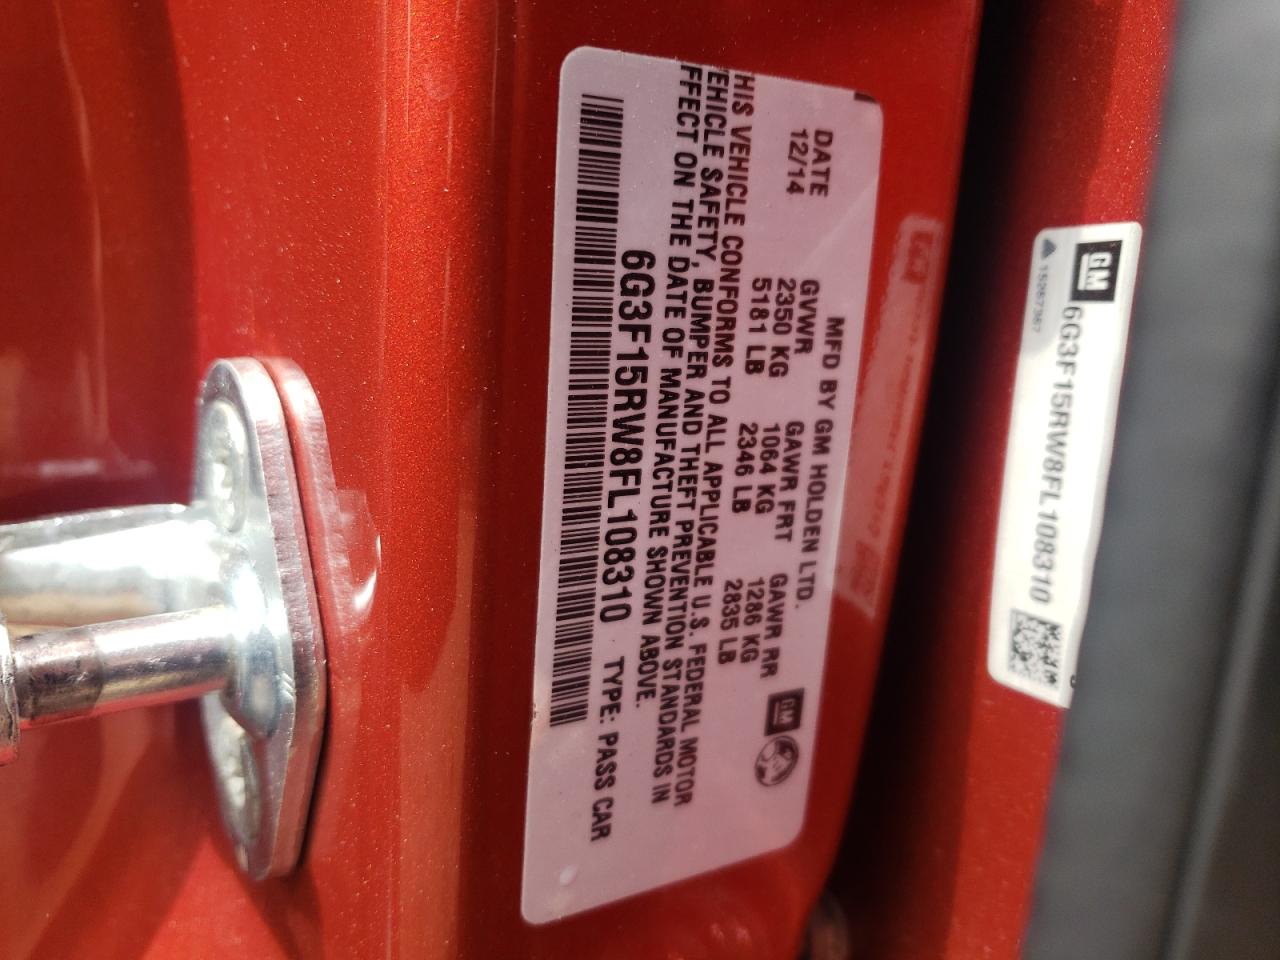 MFD BY GM HOLDEN LTD.
DATE GVWR GAWR FRT GAWR RR
12/14 2350 KG 1064 KG 1286 KG
5181 LB 2346 LB 2835 LB
GM
HIS VEHICLE CONFORMS TO ALL APPLICABLE U.S. FEDERAL MOTOR
EHICLE SAFETY, BUMPER AND THEFT PREVENTION STANDARDS IN
FFECT ON THE DATE OF MANUFACTURE SHOWN ABOVE.
6G3F15RW8FL108310 TYPE: PASS CAR
GM 6G3F15RW8FL108310